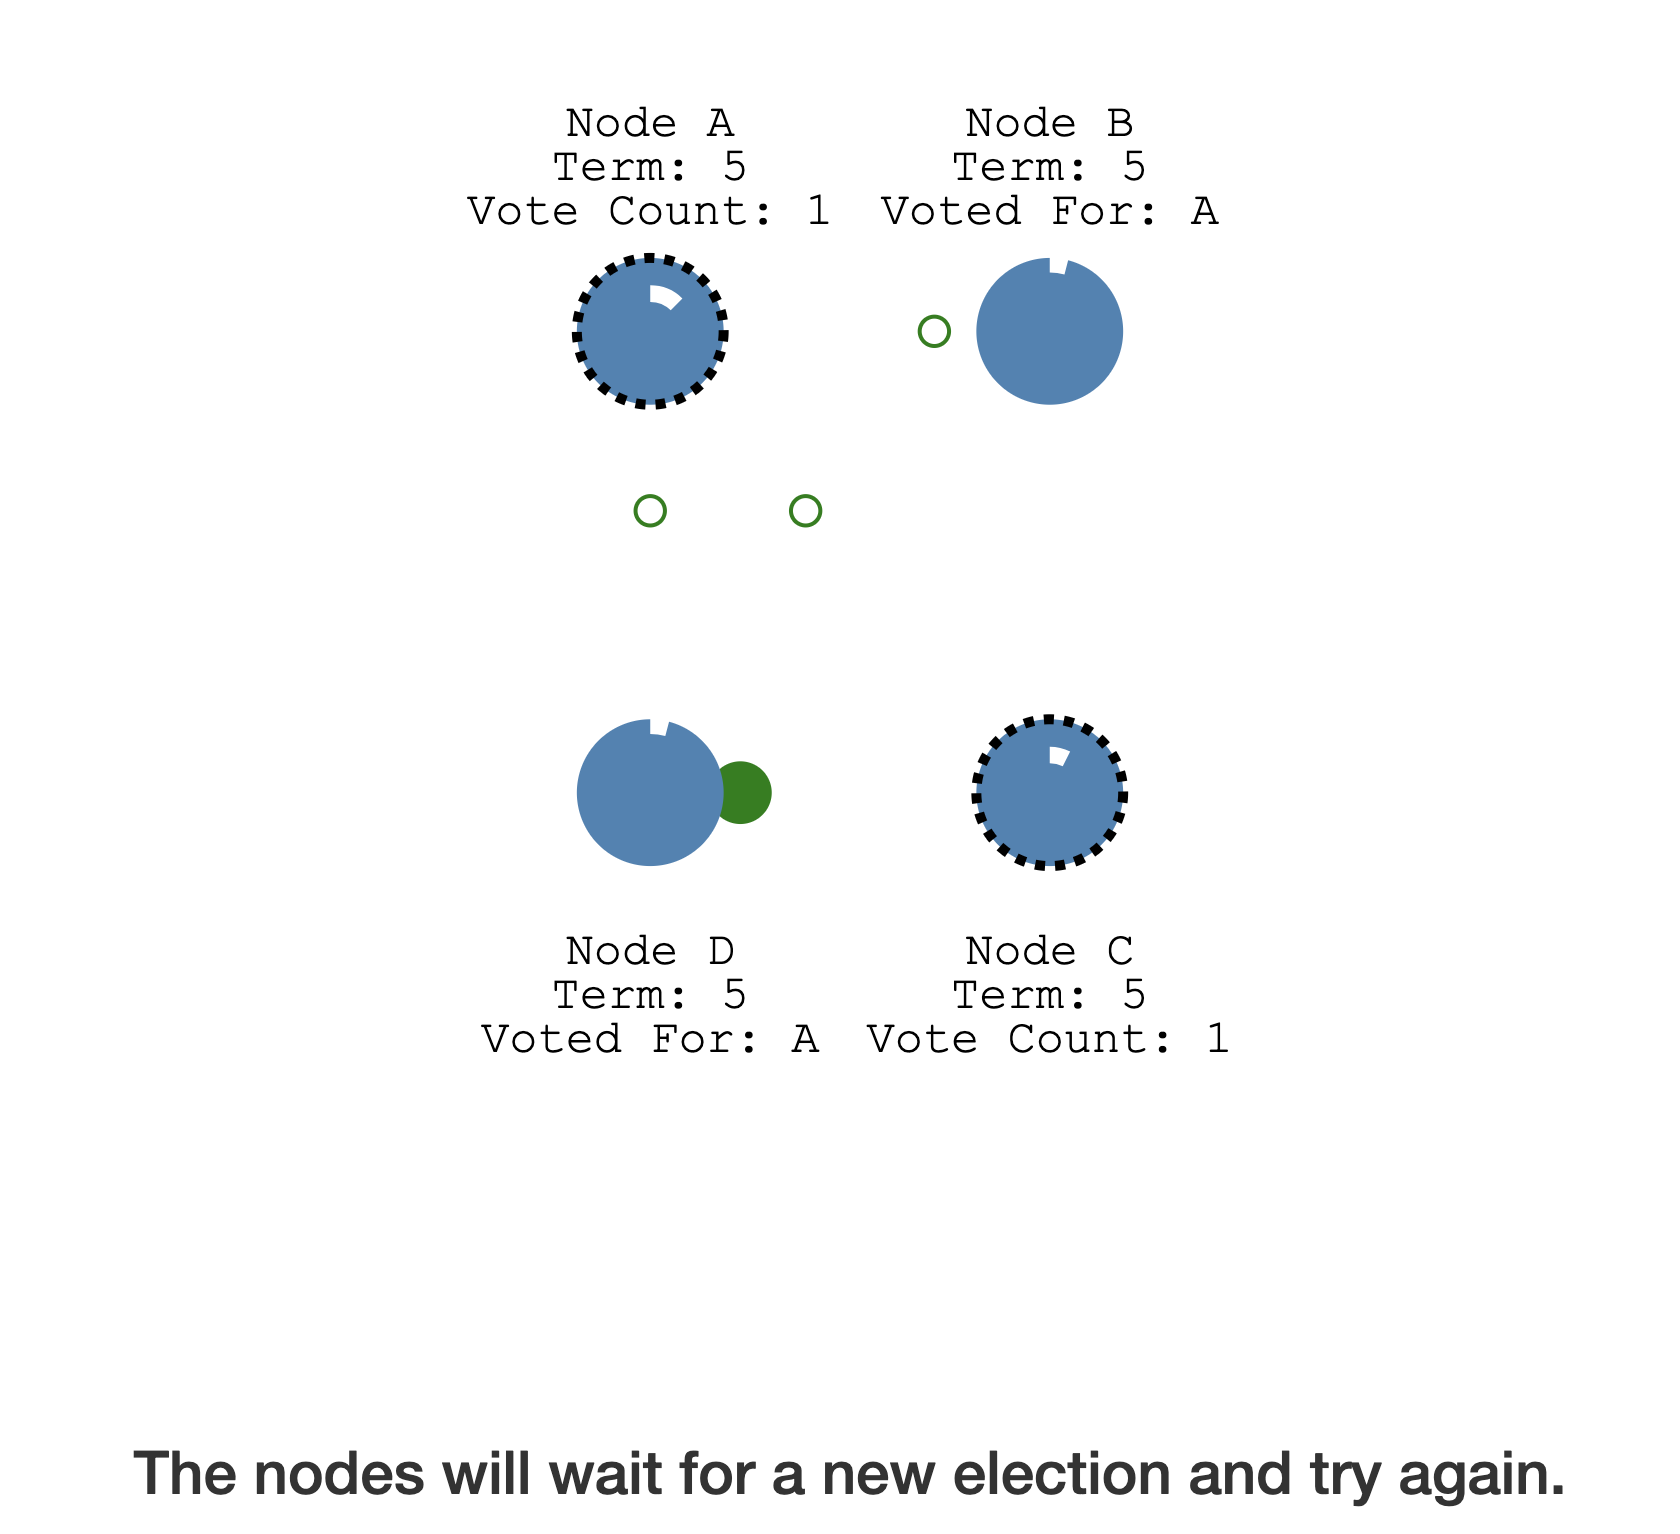 Node A
Term: 5
Vote Count: 1
Node B
Term: 5
Voted For: A
Node D
Term: 5
Voted For: A
Node C
Term: 5
Vote Count: 1
The nodes will wait for a new election and try again.